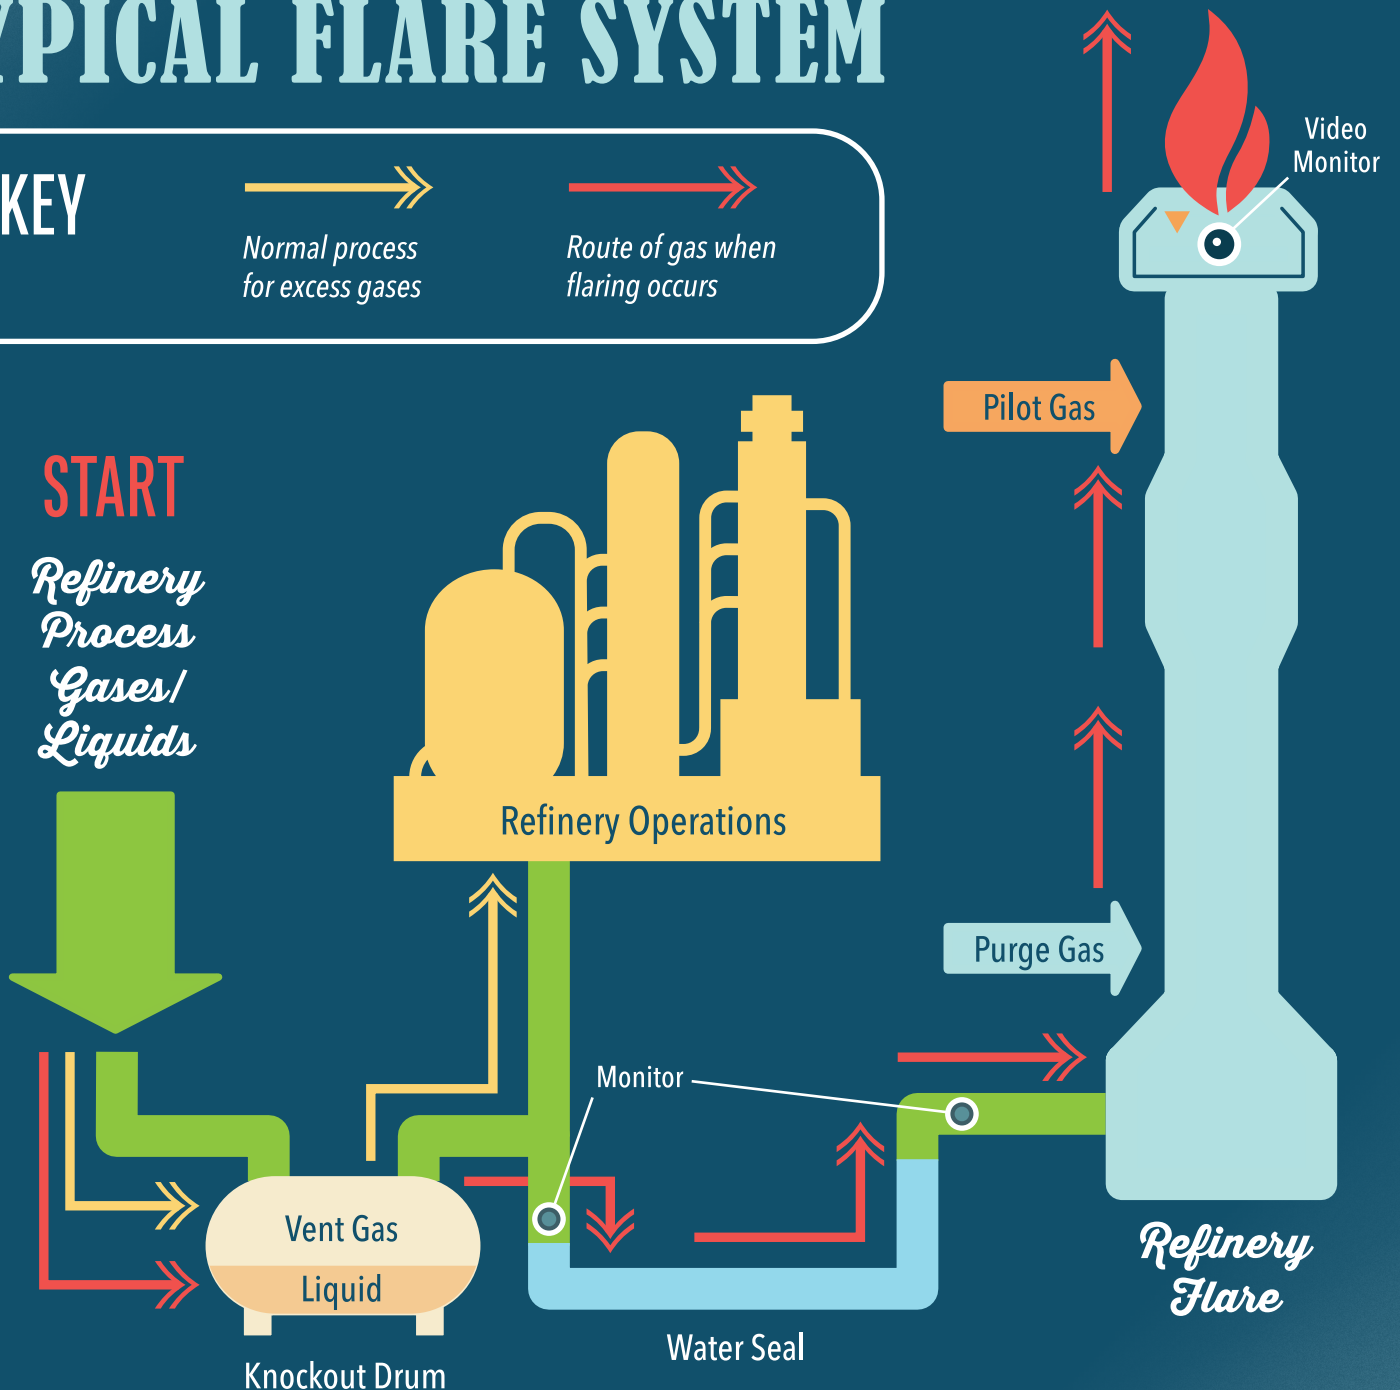 YPICAL FLARE SYSTEM
KEY
Normal process
for excess gases
Route of gas when
flaring occurs
Video
Monitor
Pilot Gas
START
Refinery
Process
Gases/
Liquids
Refinery Operations
Purge Gas
Monitor
Vent Gas
Liquid
Knockout Drum
Water Seal
Refinery
Flare